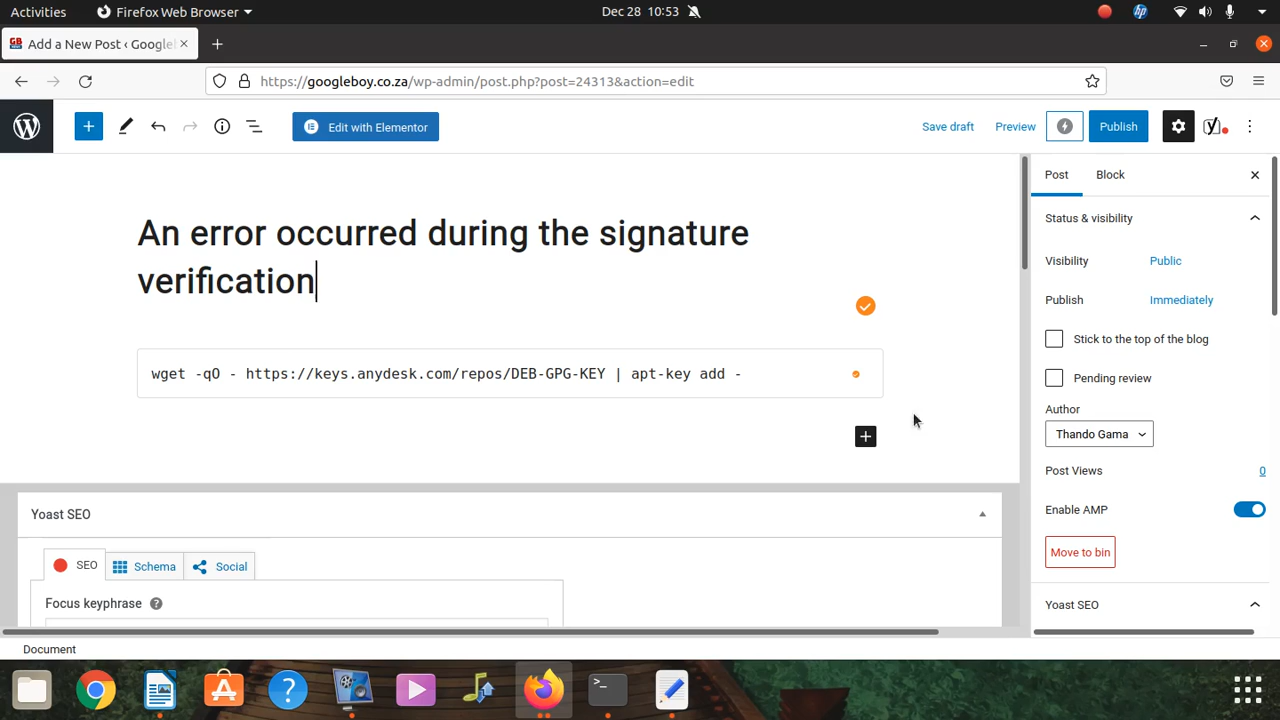 Activities
Firefox Web Browser
Dec 28 10:53
hp
GB
Add a New Post ‹ Googlel
https://googleboy.co.za/wp-admin/post.php?post=24313&action=edit
Edit with Elementor
Save draft
Preview
Publish
Post
Block
An error occurred during the signature
verification
wget -qO - https://keys.anydesk.com/repos/DEB-GPG-KEY | apt-key add -
Status & visibility
Visibility
Public
Publish
Immediately
Stick to the top of the blog
Pending review
Author
Thando Gama
Post Views
0
Enable AMP
Move to bin
Yoast SEO
Yoast SEO
SEO
Schema
Social
Focus keyphrase
Document